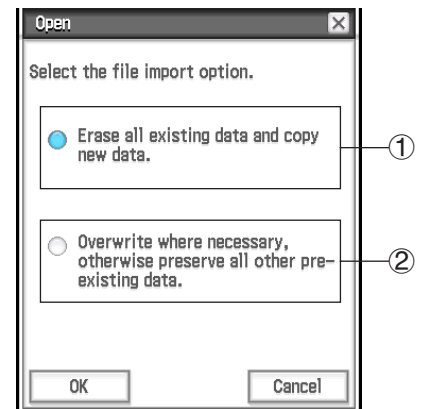 Open
Select the file import option.
Erase all existing data and copy
new data.
①
Overwrite where necessary,
otherwise preserve all other pre-
existing data.
②
OK
Cancel